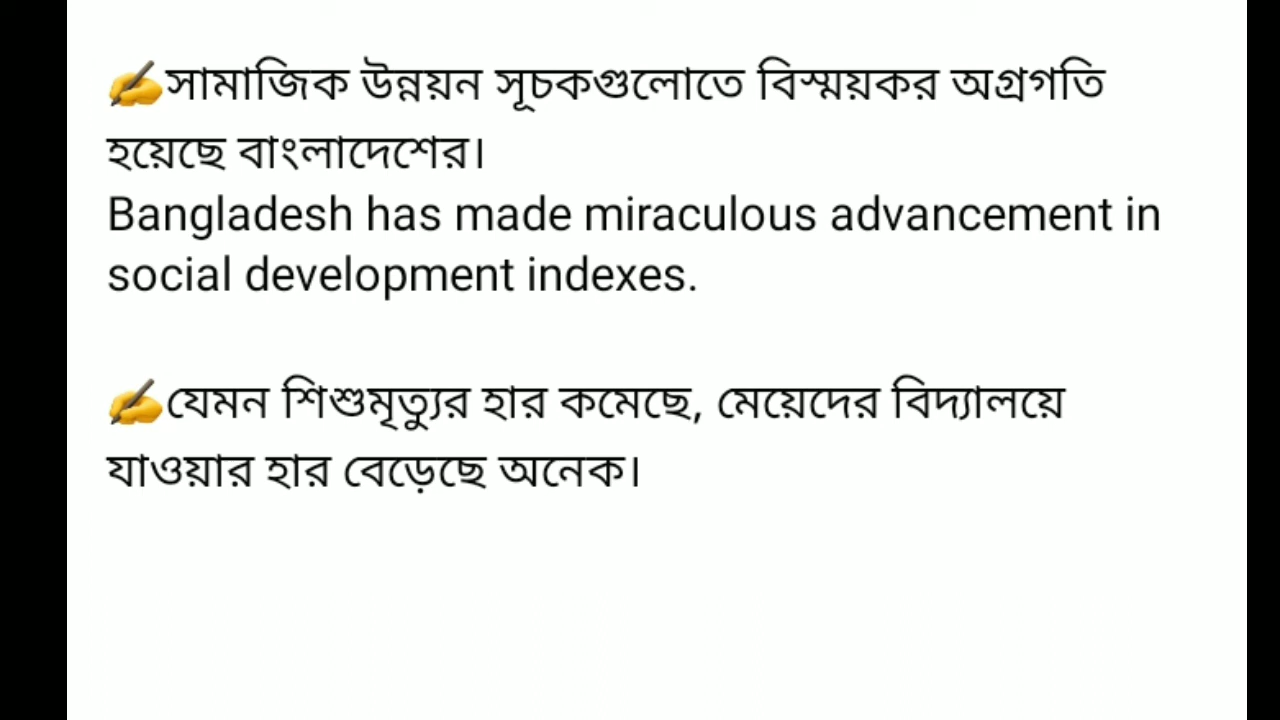 ✍️সামাজিক উন্নয়ন সূচকগুলোতে বিস্ময়কর অগ্রগতি
হয়েছে বাংলাদেশের।
Bangladesh has made miraculous advancement in
social development indexes.
✍️যেমন শিশুমৃত্যুর হার কমেছে, মেয়েদের বিদ্যালয়ে
যাওয়ার হার বেড়েছে অনেক।